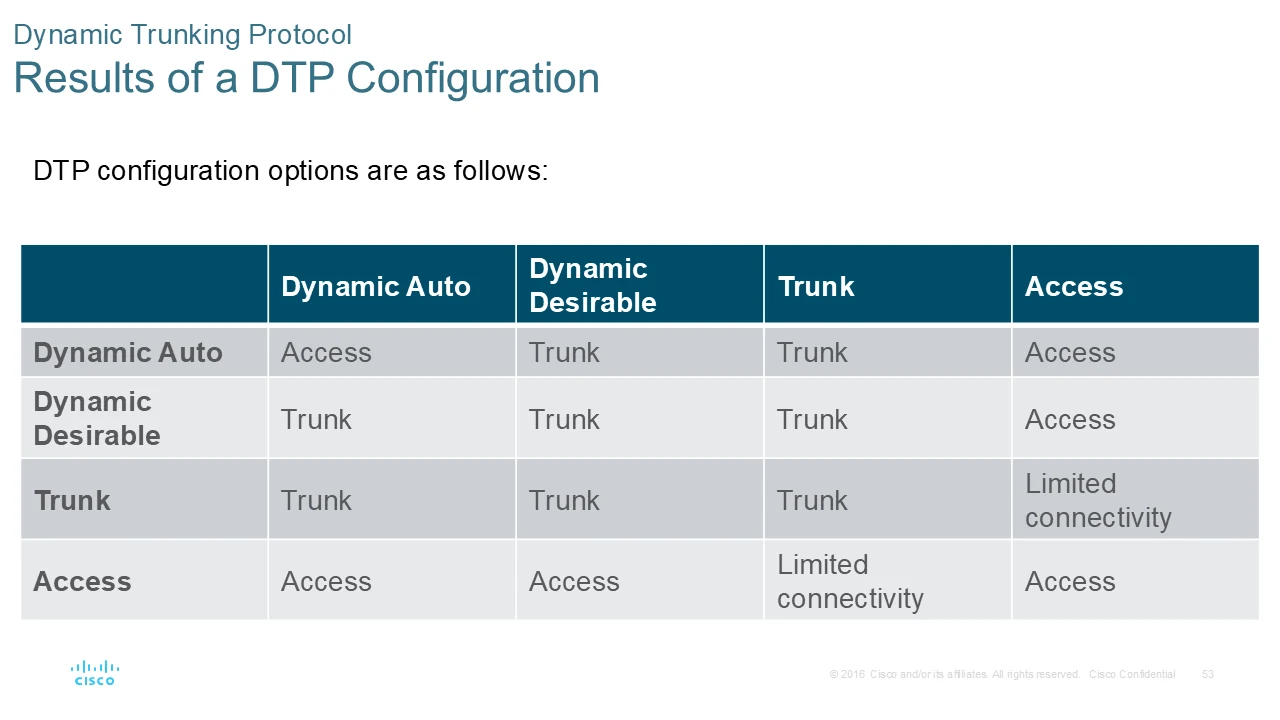 Dynamic Trunking Protocol
Results of a DTP Configuration
DTP configuration options are as follows:
Dynamic Auto
Dynamic
Desirable
Trunk
Access
Dynamic Auto
Access
Trunk
Trunk
Access
Dynamic
Desirable
Trunk
Trunk
Trunk
Access
Trunk
Trunk
Trunk
Trunk
Limited
connectivity
Access
Access
Access
Limited
connectivity
Access
CISCO
© 2016 Cisco and/or its affiliates. All rights reserved. Cisco Confidential
53